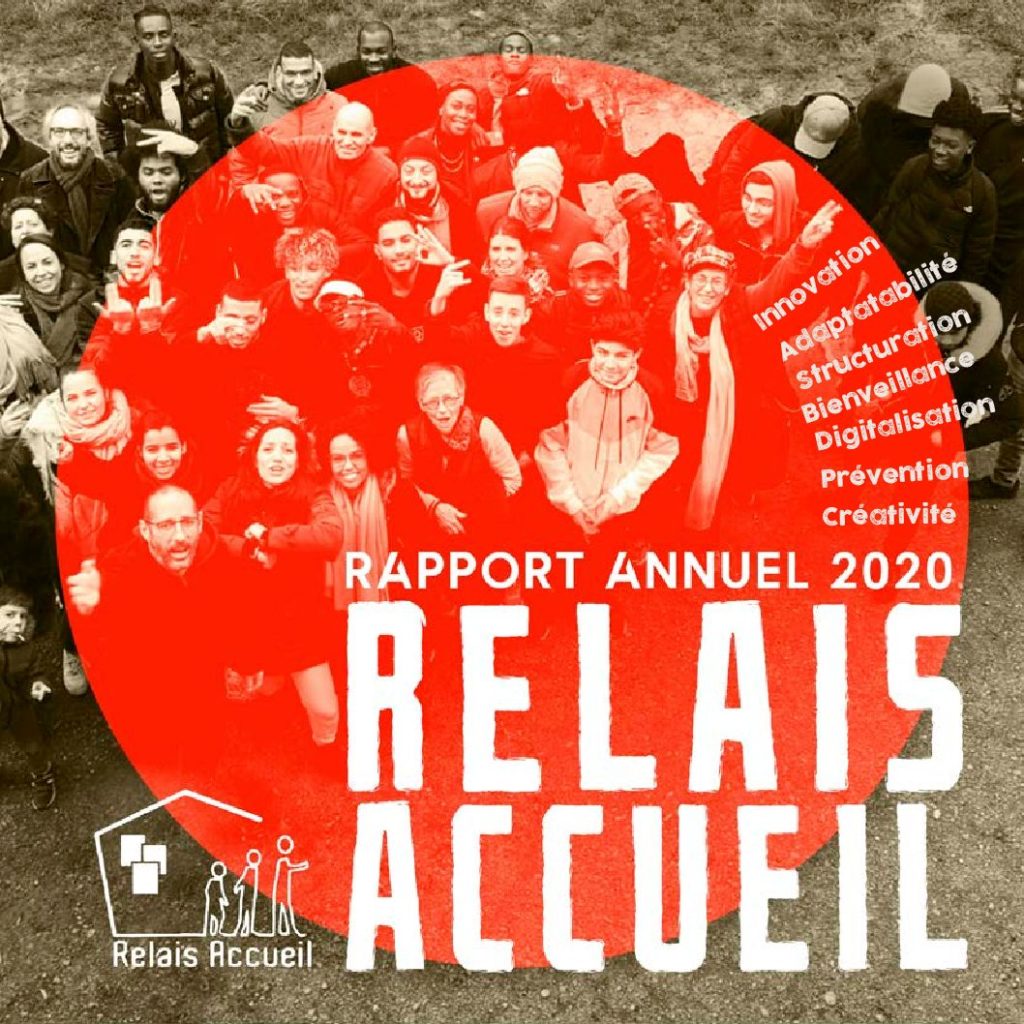 Innovation
Adaptatabilité
Structuration
Bienveillance
Digitalisation
Prévention
Créativité
RAPPORT ANNUEL 2020
RELAIS
ACCUEIL
Relais Accueil